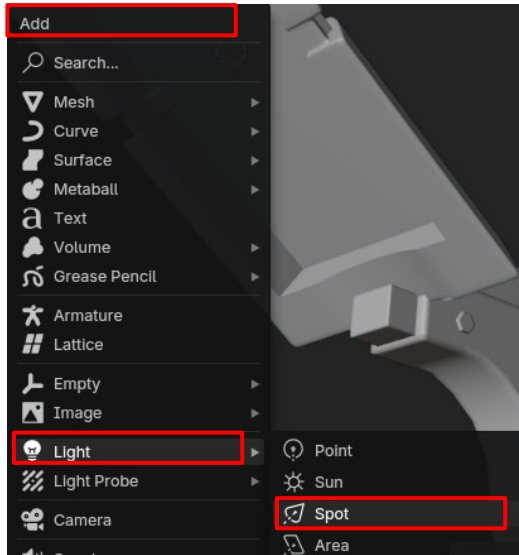 Add
Search...
Mesh
Curve
Surface
Metaball
Text
Volume
Grease Pencil
Armature
Lattice
Empty
Image
Light
Point
Light Probe
Sun
Camera
Spot
Area